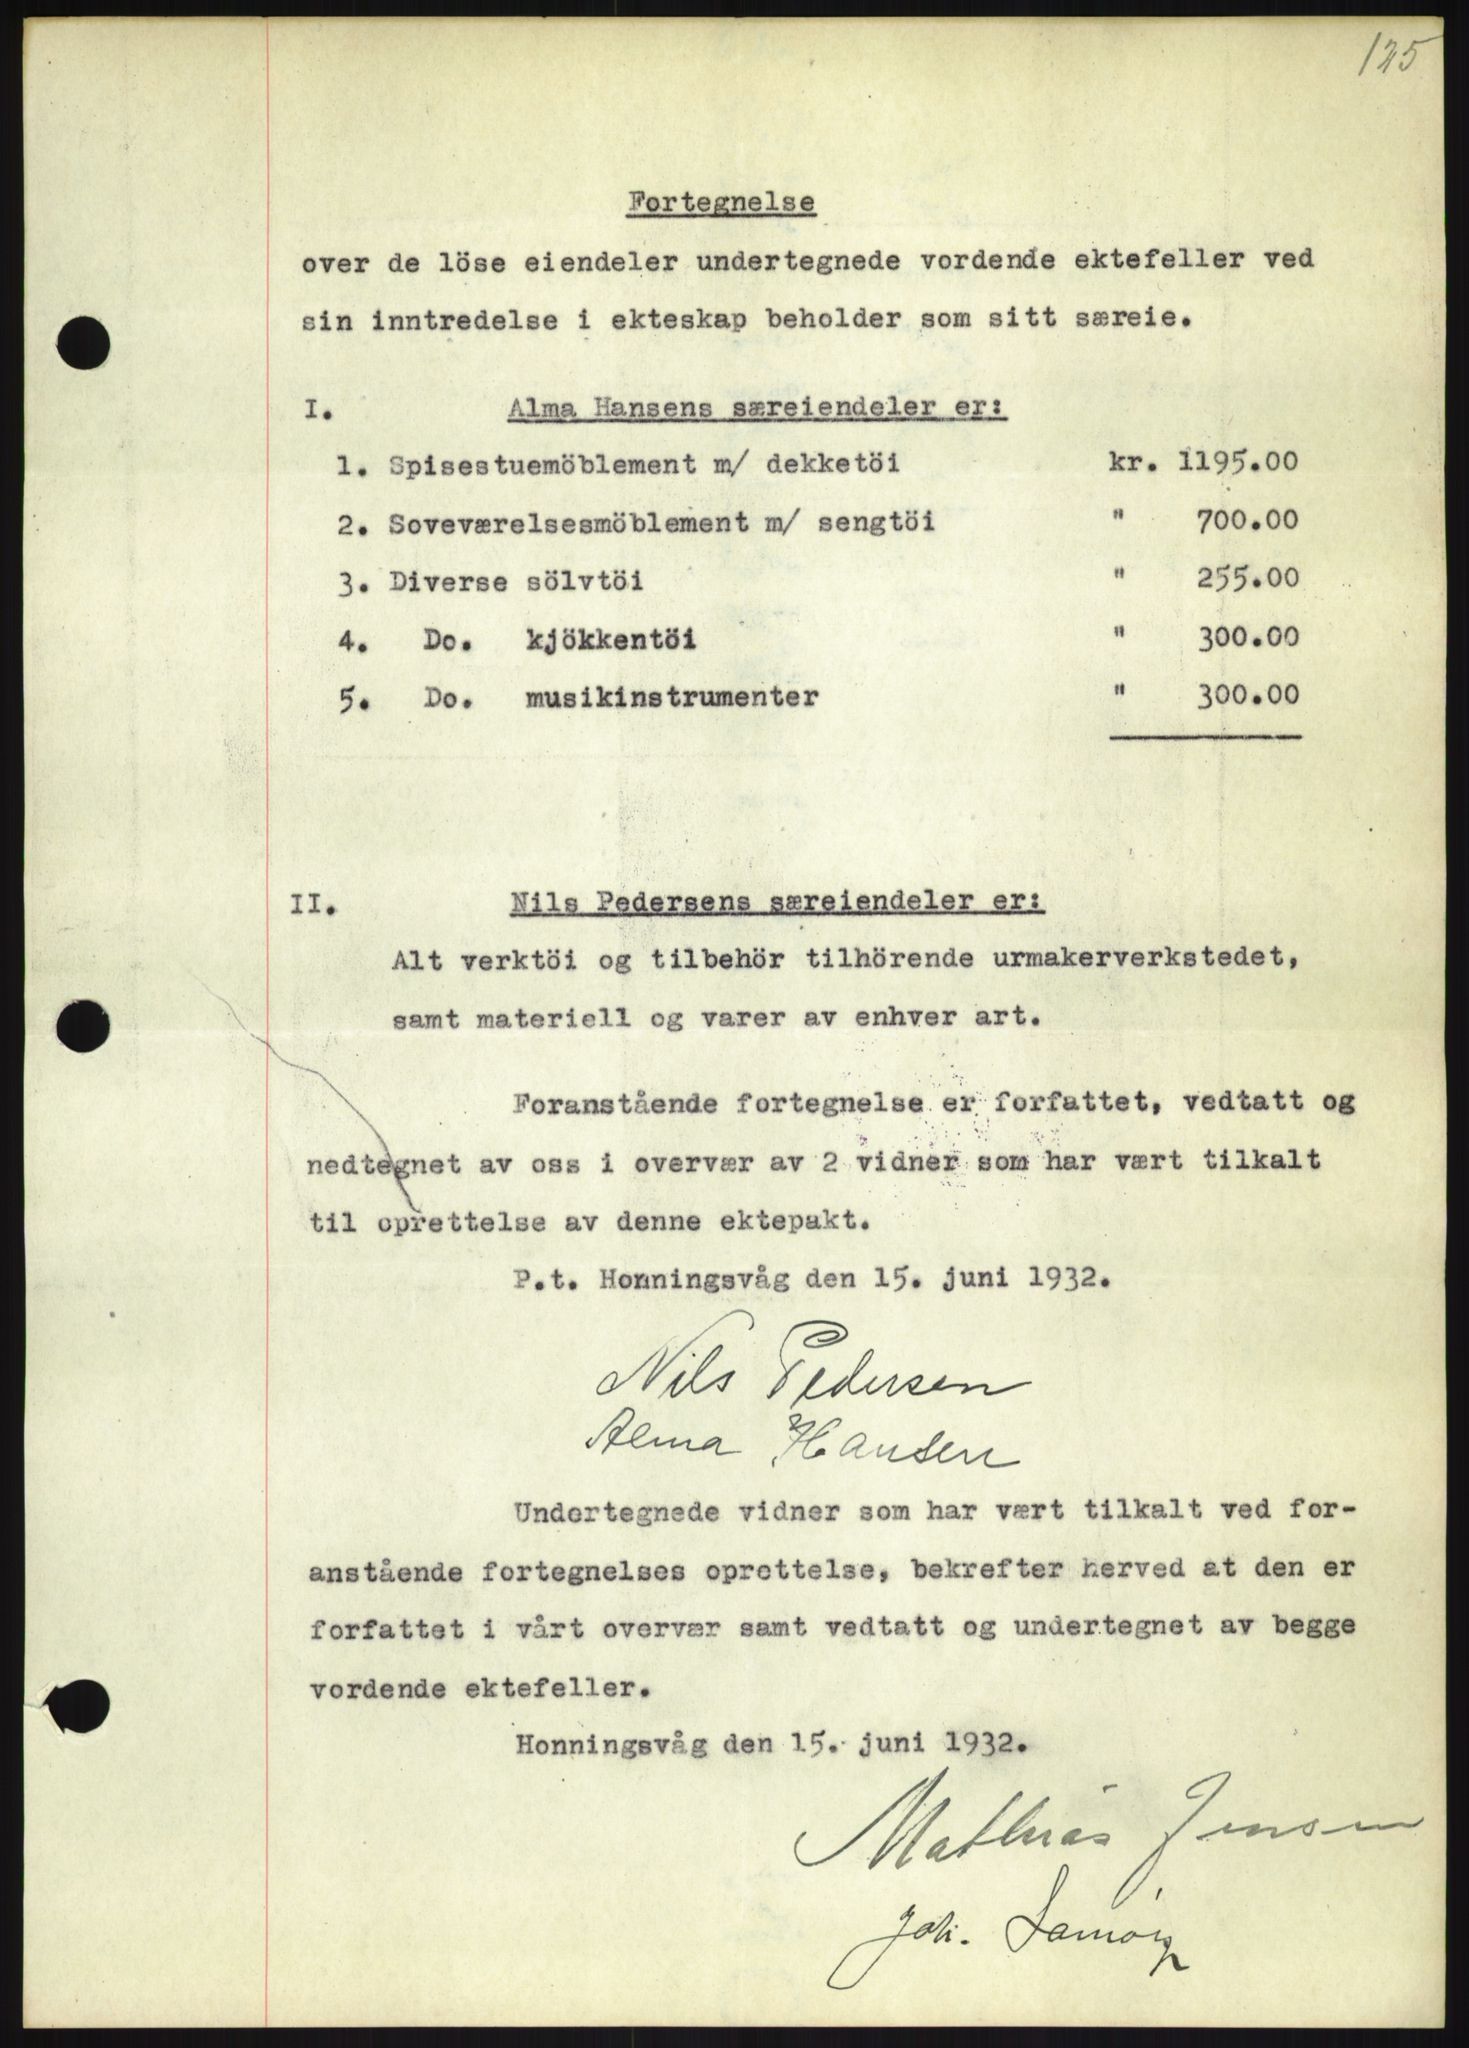 125
Fortegnelse
over de löse eiendeler undertegnede vordende ektefeller ved
sin inntredelse i ekteskap beholder som sitt særeie.
I. Alma Hansens særeiendeler er:
1. Spisestuemöblement m/ dekketöi kr. 1195.00
2. Soveværelsesmöblement m/ sengtöi " 700.00
3. Diverse sölvtöi " 255.00
4. Do. kjökkentöi " 300.00
5. Do. musikinstrumenter " 300.00
II. Nils Pedersens særeiendeler er:
Alt verktöi og tilbehör tilhörende urmakerverkstedet,
samt materiell og varer av enhver art.
Foranstående fortegnelse er forfattet, vedtatt og
nedtegnet av oss i overvær av 2 vidner som har vært tilkalt
til oprettelse av denne ektepakt.
P.t. Honningsvåg den 15. juni 1932.
Nils Pedersen
Alma Hansen
Undertegnede vidner som har vært tilkalt ved for-
anstående fortegnelses oprettelse, bekrefter herved at den er
forfattet i vårt overvær samt vedtatt og undertegnet av begge
vordende ektefeller.
Honningsvåg den 15. juni 1932.
Mathias Jensen
Joh.